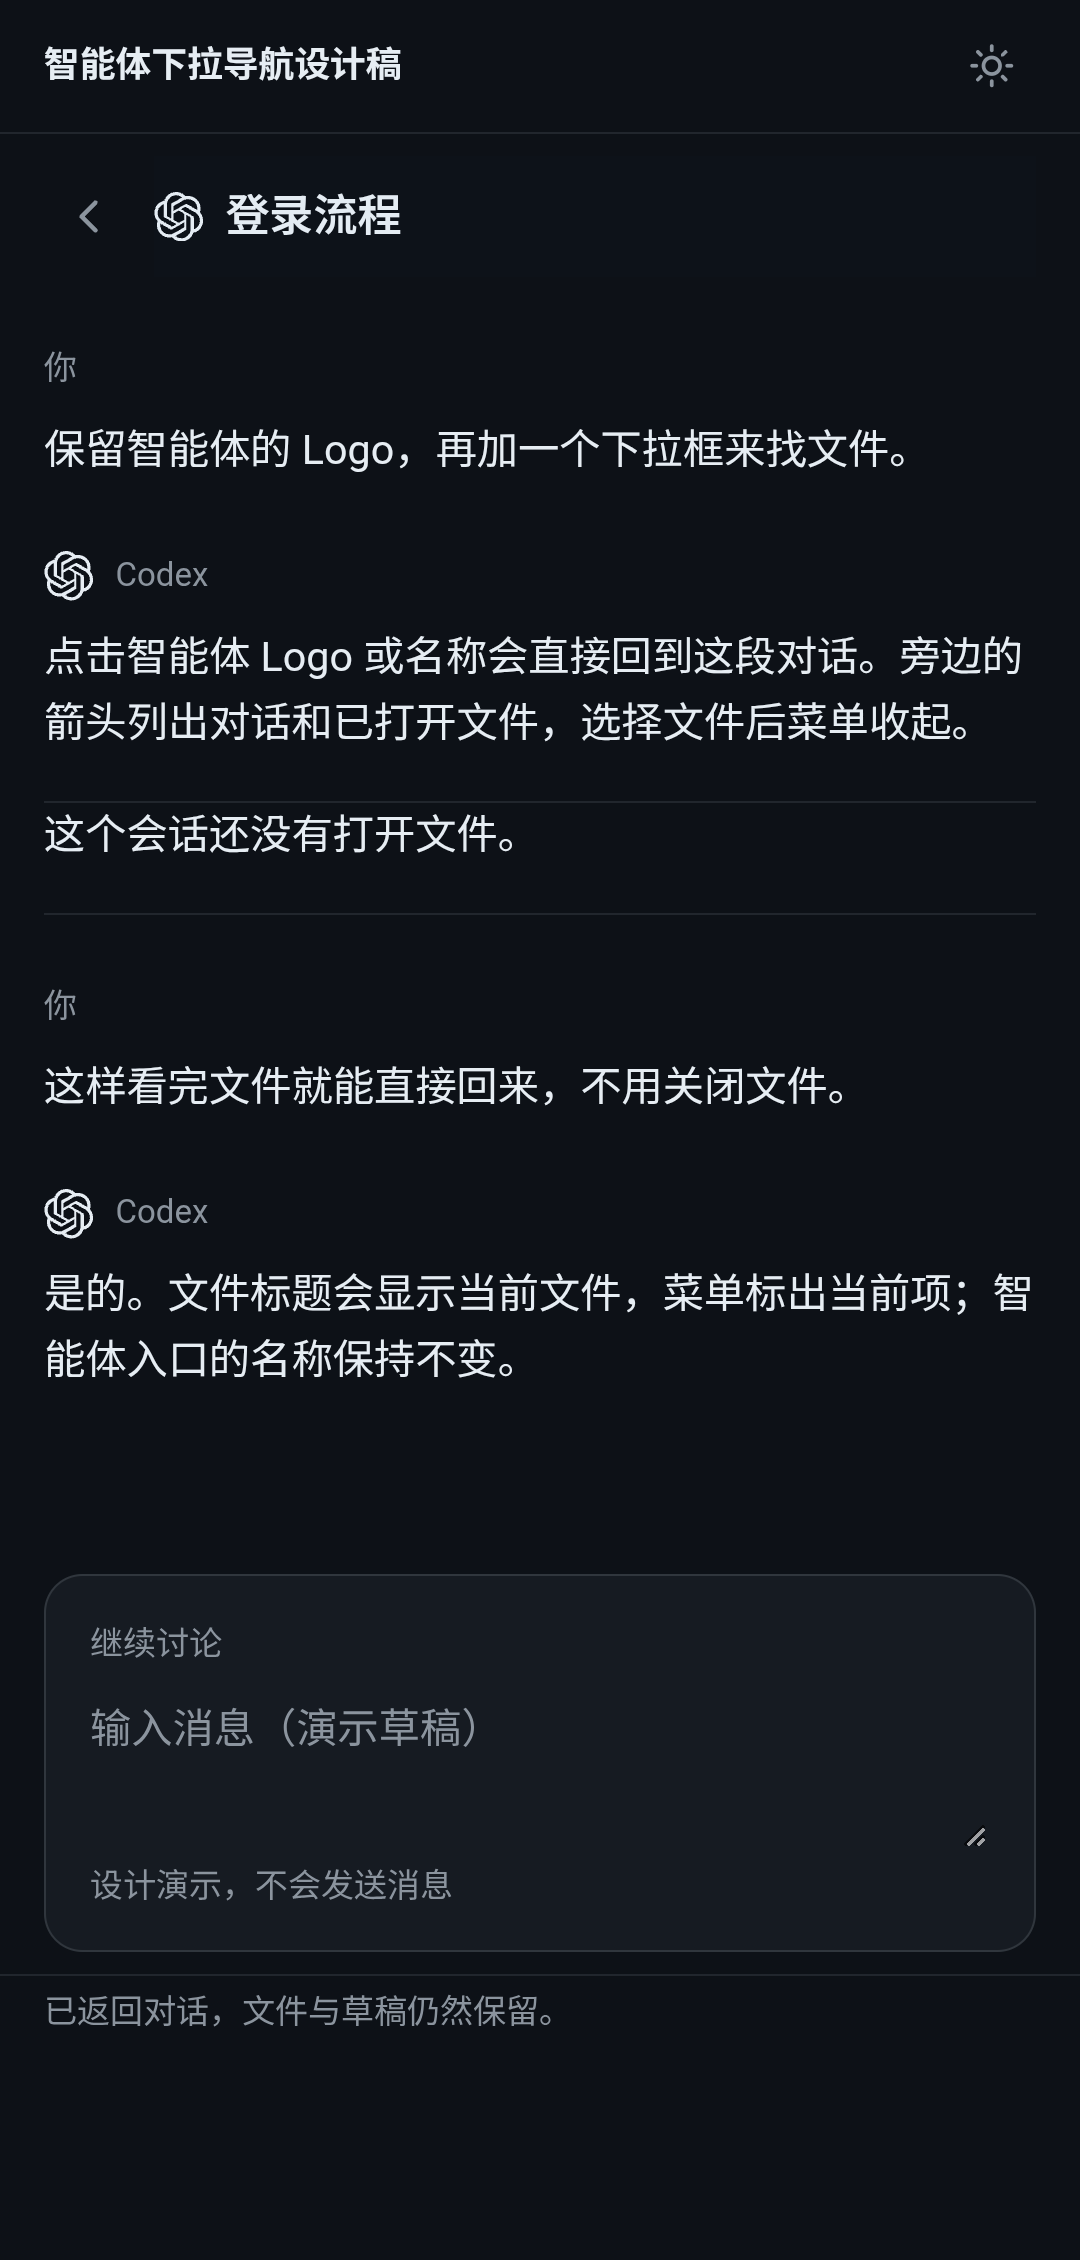 智能体下拉导航设计稿
登录流程
你
保留智能体的 Logo，再加一个下拉框来找文件。
Codex
点击智能体 Logo 或名称会直接回到这段对话。旁边的
箭头列出对话和已打开文件，选择文件后菜单收起。
这个会话还没有打开文件。
你
这样看完文件就能直接回来，不用关闭文件。
Codex
是的。文件标题会显示当前文件，菜单标出当前项；智
能体入口的名称保持不变。
继续讨论
输入消息（演示草稿）
设计演示，不会发送消息
已返回对话，文件与草稿仍然保留。